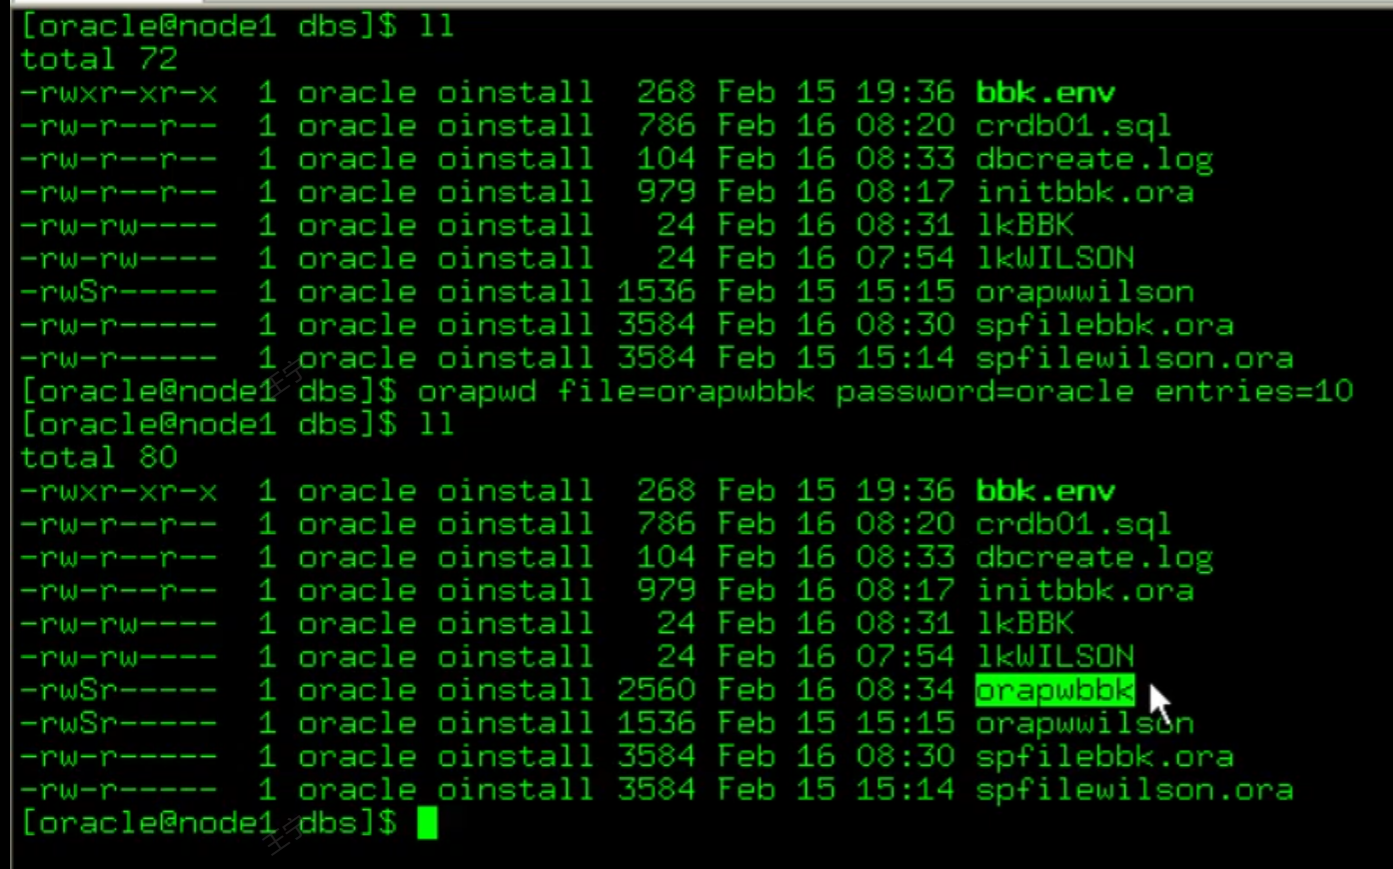 [oracle@node1 dbs]$ ll
total 72
-rwxr-xr-x  1 oracle oinstall  268 Feb 15 19:36 bbk.env
-rw-r--r--  1 oracle oinstall  786 Feb 16 08:20 crdb01.sql
-rw-r--r--  1 oracle oinstall  104 Feb 16 08:33 dbcreate.log
-rw-r--r--  1 oracle oinstall  979 Feb 16 08:17 initbbk.ora
-rw-rw----  1 oracle oinstall   24 Feb 16 08:31 lkBBK
-rw-rw----  1 oracle oinstall   24 Feb 16 07:54 lkWILSON
-rwSr-----  1 oracle oinstall 1536 Feb 15 15:15 orapwwilson
-rw-r-----  1 oracle oinstall 3584 Feb 16 08:30 spfilebbk.ora
-rw-r-----  1 oracle oinstall 3584 Feb 15 15:14 spfilewilson.ora
[oracle@node1 dbs]$ orapwd file=orapwbbk password=oracle entries=10
[oracle@node1 dbs]$ ll
total 80
-rwxr-xr-x  1 oracle oinstall  268 Feb 15 19:36 bbk.env
-rw-r--r--  1 oracle oinstall  786 Feb 16 08:20 crdb01.sql
-rw-r--r--  1 oracle oinstall  104 Feb 16 08:33 dbcreate.log
-rw-r--r--  1 oracle oinstall  979 Feb 16 08:17 initbbk.ora
-rw-rw----  1 oracle oinstall   24 Feb 16 08:31 lkBBK
-rw-rw----  1 oracle oinstall   24 Feb 16 07:54 lkWILSON
-rwSr-----  1 oracle oinstall 2560 Feb 16 08:34 orapwbbk
-rwSr-----  1 oracle oinstall 1536 Feb 15 15:15 orapwwilson
-rw-r-----  1 oracle oinstall 3584 Feb 16 08:30 spfilebbk.ora
-rw-r-----  1 oracle oinstall 3584 Feb 15 15:14 spfilewilson.ora
[oracle@node1 dbs]$
王宁
王宁